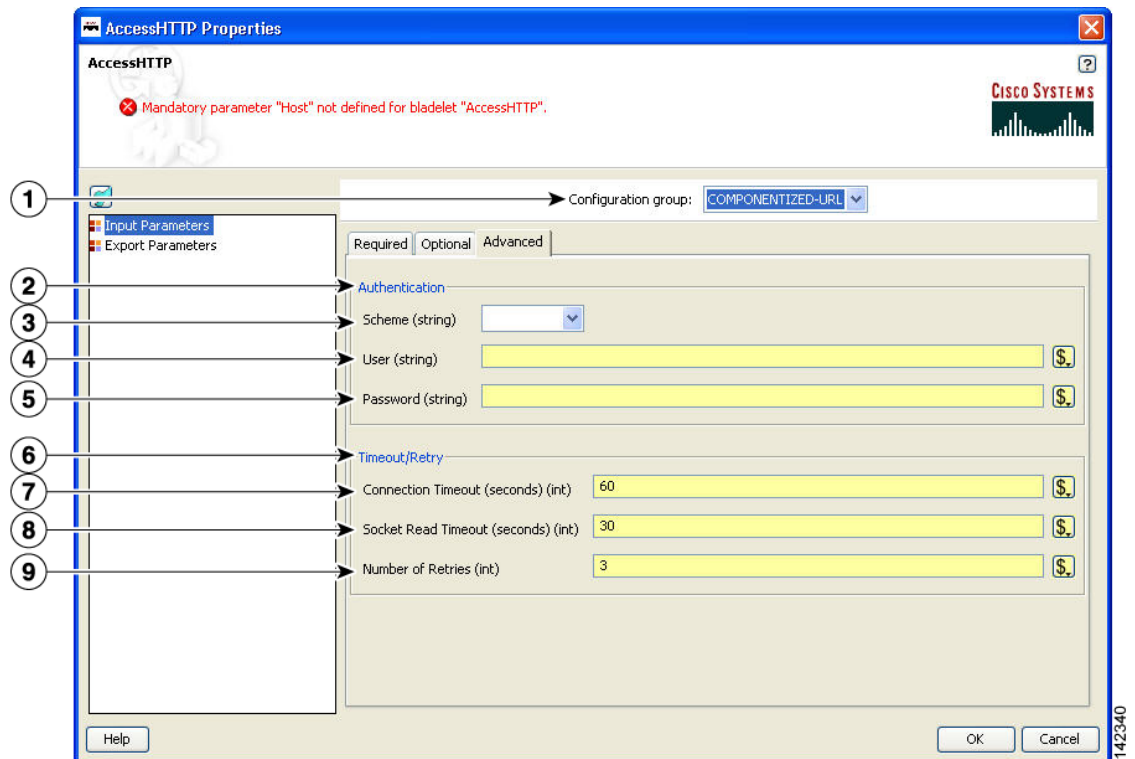 AccessHTTP Properties
AccessHTTP
?
Mandatory parameter "Host" not defined for bladelet "AccessHTTP".
CISCO SYSTEMS
1
Configuration group: COMPONENTIZED-URL
Input Parameters
Export Parameters
Required Optional Advanced
2
Authentication
3
Scheme (string)
4
User (string) $
5
Password (string) $
6
Timeout/Retry
7
Connection Timeout (seconds) (int) 60 $
8
Socket Read Timeout (seconds) (int) 30 $
9
Number of Retries (int) 3 $
Help OK Cancel
142340